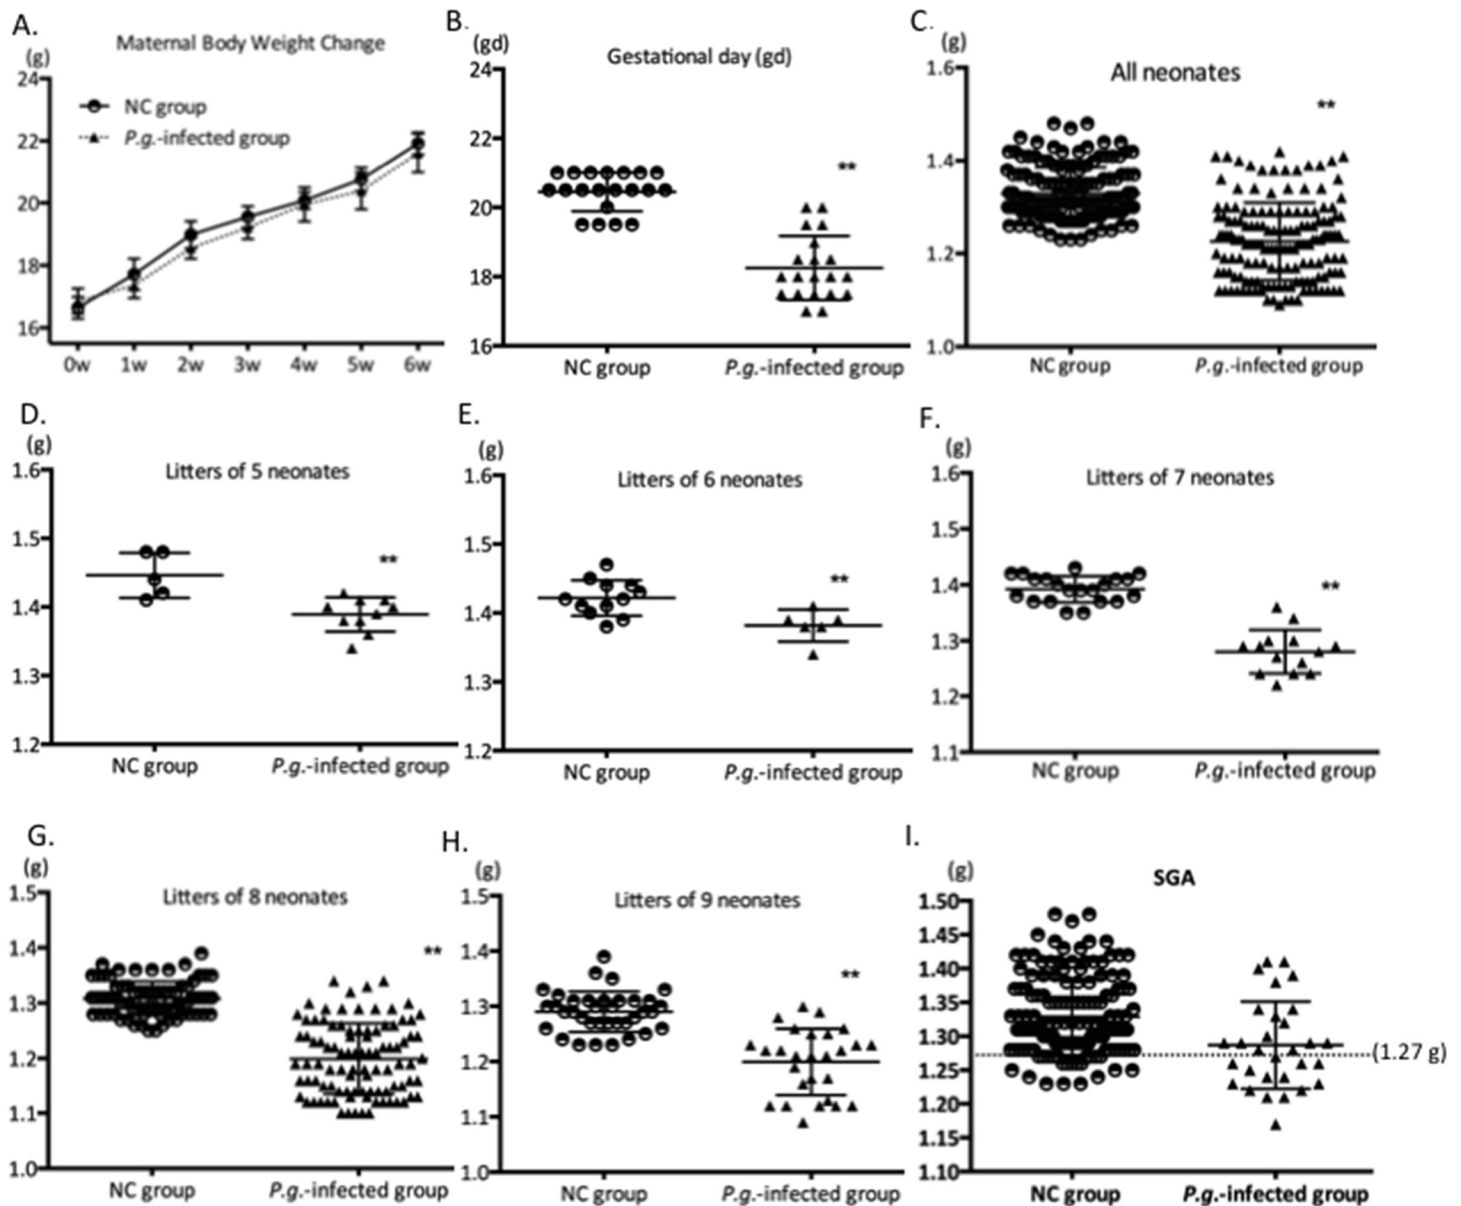 A.
Maternal Body Weight Change
(g)
24
22
20
18
16
NC group
P.g.-infected group
0w 1w 2w 3w 4w 5w 6w
B.
(gd)
Gestational day (gd)
24
22
20
18
16
**
NC group P.g.-infected group
C.
(g)
All neonates
1.6
1.4
1.2
1.0
**
NC group P.g.-infected group
D.
(g)
Litters of 5 neonates
1.6
1.5
1.4
1.3
1.2
**
NC group P.g.-infected group
E.
(g)
Litters of 6 neonates
1.6
1.5
1.4
1.3
1.2
**
NC group P.g.-infected group
F.
(g)
Litters of 7 neonates
1.6
1.5
1.4
1.3
1.2
1.1
**
NC group P.g.-infected group
G.
(g)
Litters of 8 neonates
1.5
1.4
1.3
1.2
1.1
1.0
**
NC group P.g.-infected group
H.
(g)
Litters of 9 neonates
1.5
1.4
1.3
1.2
1.1
1.0
**
NC group P.g.-infected group
I.
(g)
SGA
1.50
1.45
1.40
1.35
1.30
1.25
1.20
1.15
1.10
(1.27 g)
NC group P.g.-infected group